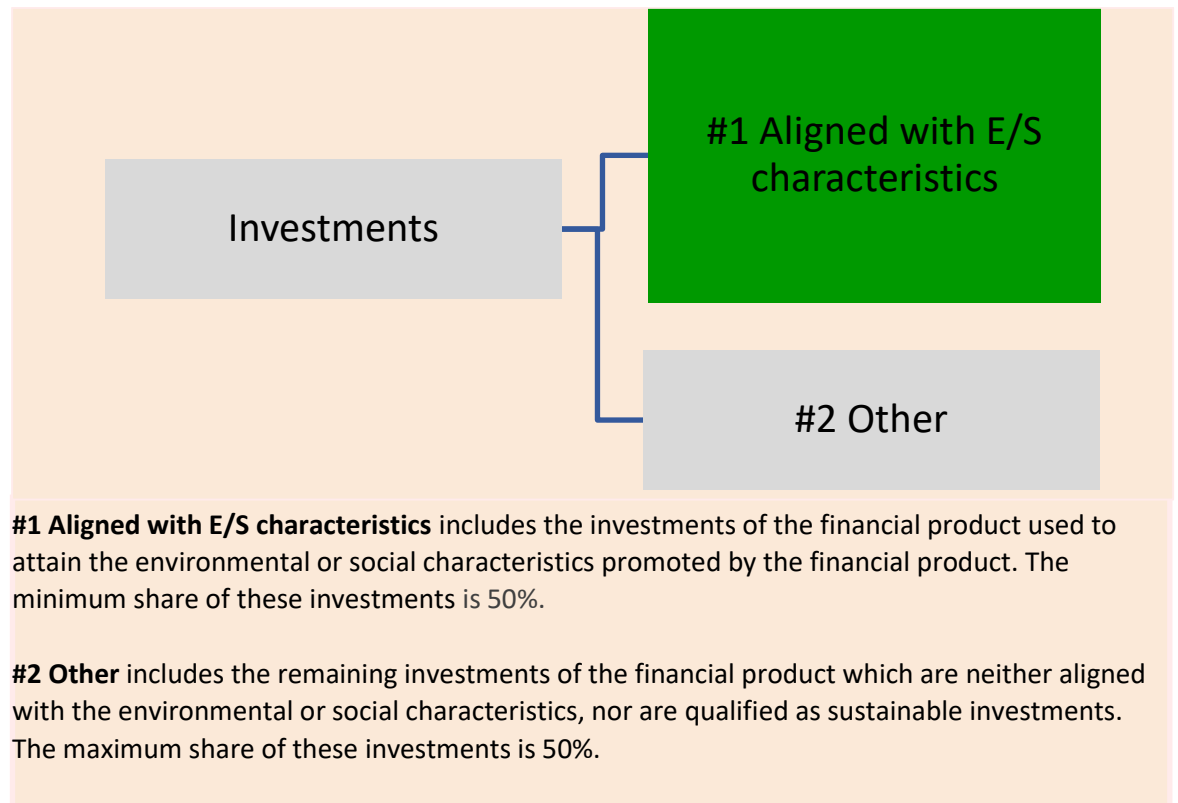 #1 Aligned with E/S
characteristics
Investments
#2 Other
#1 Aligned with E/S characteristics includes the investments of the financial product used to
attain the environmental or social characteristics promoted by the financial product. The
minimum share of these investments is 50%.
#2 Other includes the remaining investments of the financial product which are neither aligned
with the environmental or social characteristics, nor are qualified as sustainable investments.
The maximum share of these investments is 50%.